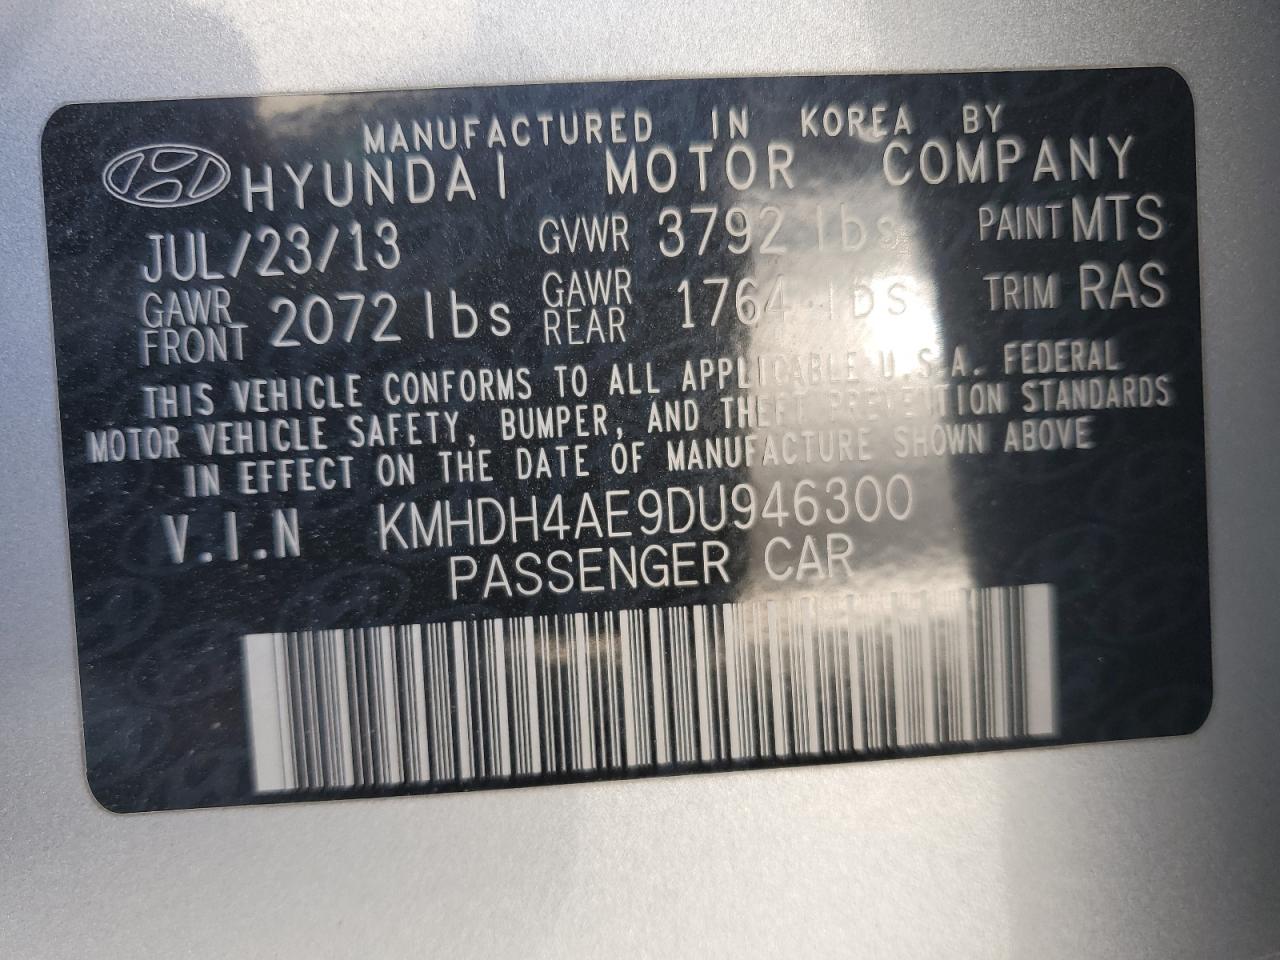 MANUFACTURED IN KOREA BY
HYUNDAI MOTOR COMPANY
JUL/23/13 GVWR 3792 lbs PAINT MTS
GAWR FRONT 2072 lbs GAWR REAR 1764 lbs TRIM RAS
THIS VEHICLE CONFORMS TO ALL APPLICABLE U.S.A. FEDERAL
MOTOR VEHICLE SAFETY, BUMPER, AND THEFT PREVENTION STANDARDS
IN EFFECT ON THE DATE OF MANUFACTURE SHOWN ABOVE
V.I.N KMHDH4AE9DU946300
PASSENGER CAR